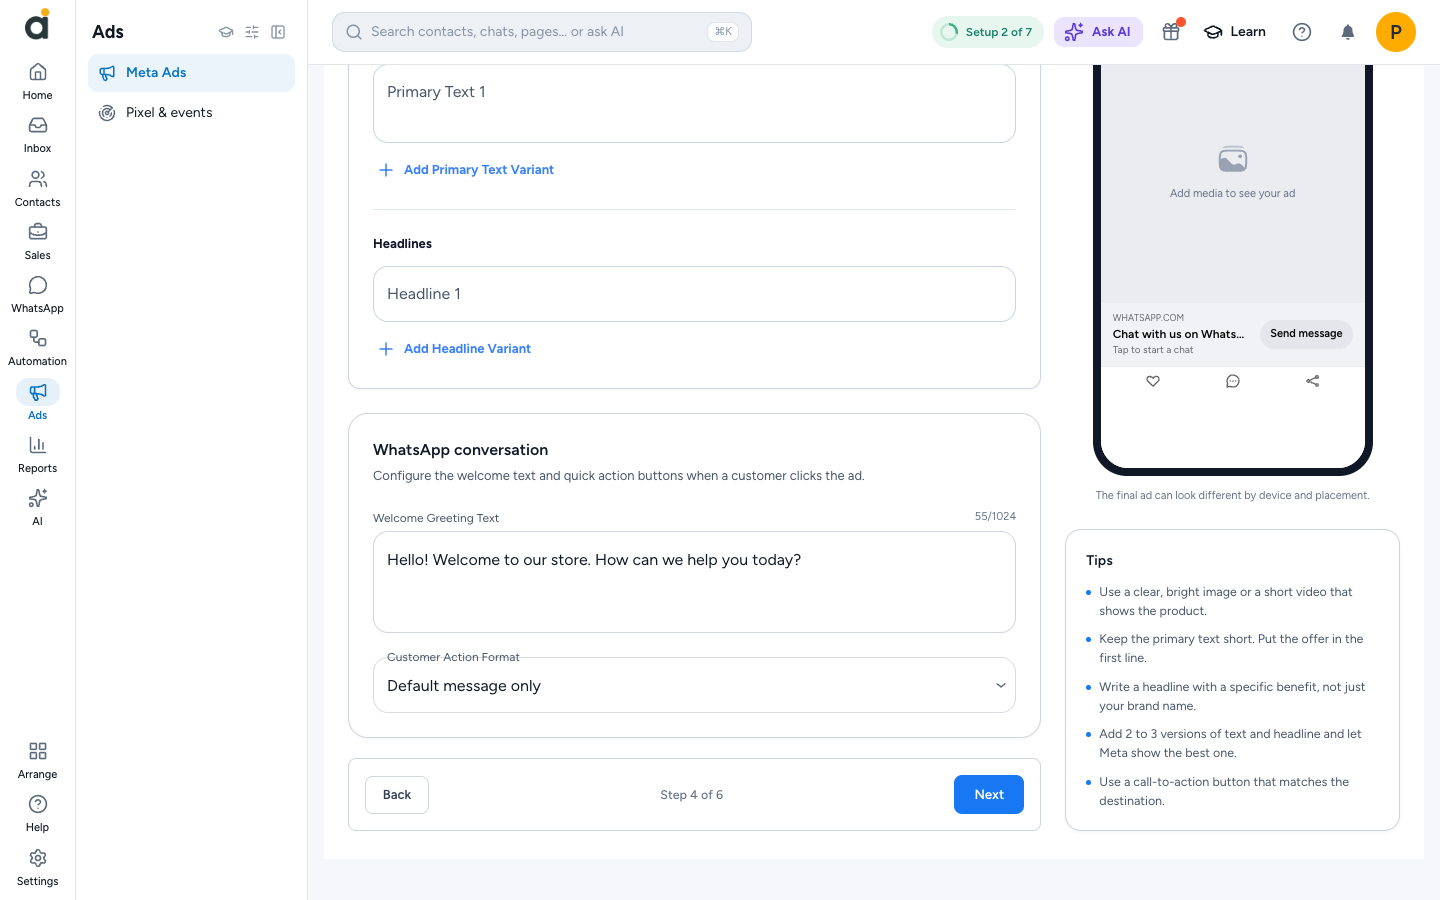 Ads
Search contacts, chats, pages... or ask AI
⌘K
Setup 2 of 7
Ask AI
Learn
P
Home
Inbox
Contacts
Sales
WhatsApp
Automation
Ads
Reports
AI
Arrange
Help
Settings
Meta Ads
Pixel & events
Primary Text 1
Add Primary Text Variant
Headlines
Headline 1
Add Headline Variant
WhatsApp conversation
Configure the welcome text and quick action buttons when a customer clicks the ad.
Welcome Greeting Text
55/1024
Hello! Welcome to our store. How can we help you today?
Customer Action Format
Default message only
Back
Step 4 of 6
Next
Add media to see your ad
WHATSAPP.COM
Chat with us on Whats...
Tap to start a chat
Send message
The final ad can look different by device and placement.
Tips
Use a clear, bright image or a short video that
shows the product.
Keep the primary text short. Put the offer in the
first line.
Write a headline with a specific benefit, not just
your brand name.
Add 2 to 3 versions of text and headline and let
Meta show the best one.
Use a call-to-action button that matches the
destination.